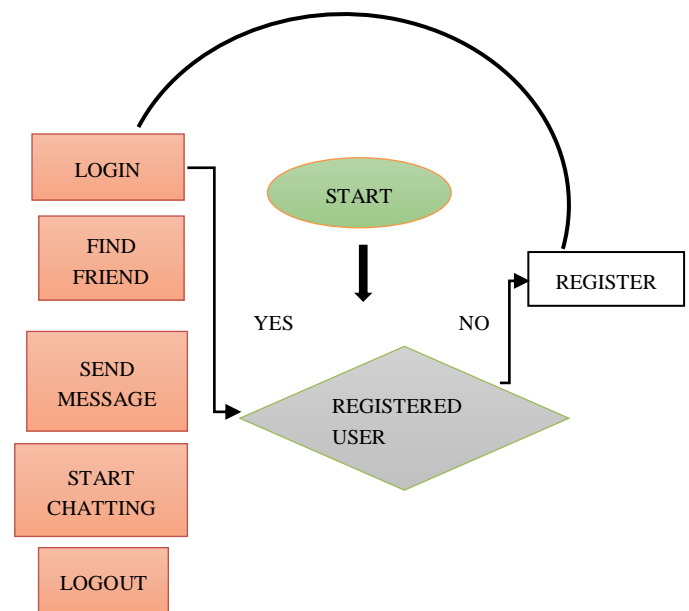 LOGIN
START
FIND
FRIEND
REGISTER
YES
NO
SEND
MESSAGE
REGISTERED
USER
START
CHATTING
LOGOUT